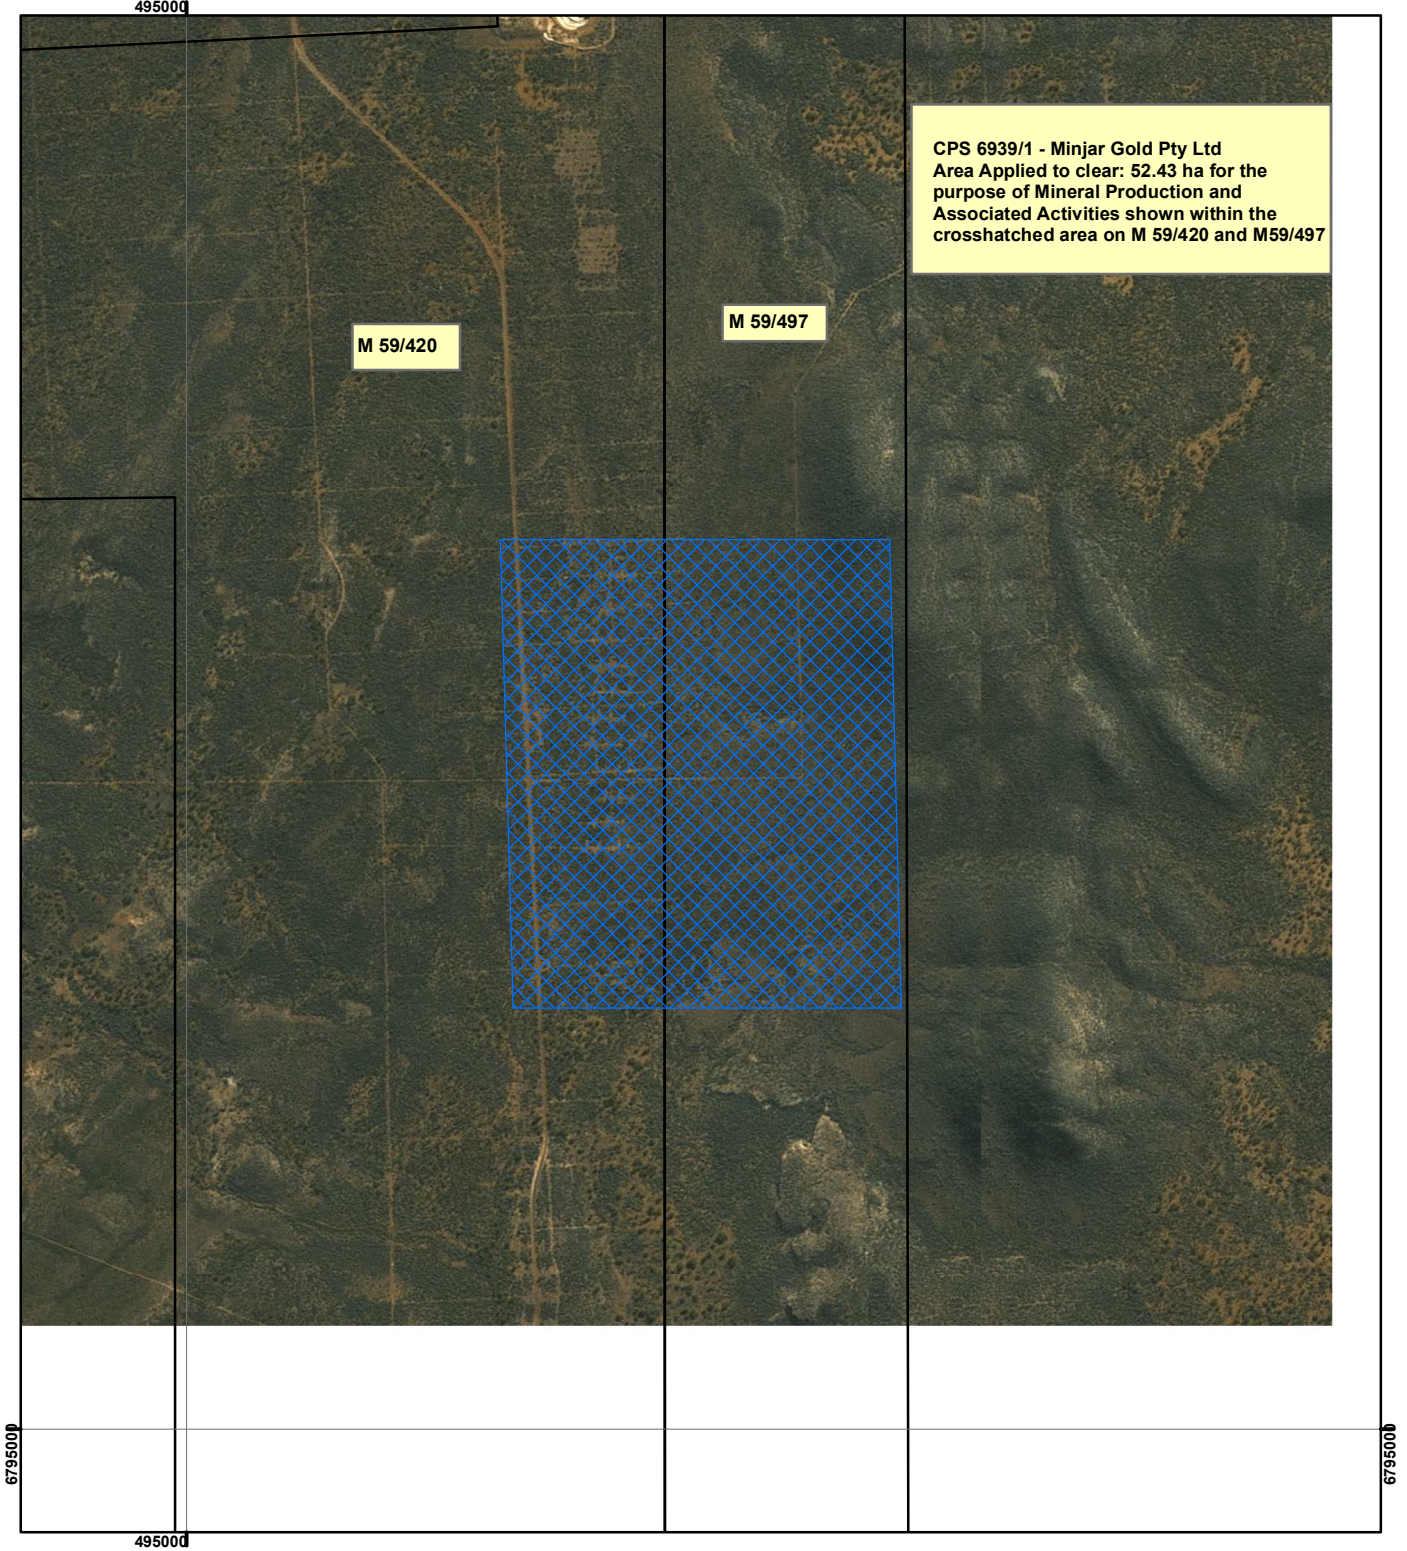 495000
CPS 6939/1 - Minjar Gold Pty Ltd
Area Applied to clear: 52.43 ha for the
purpose of Mineral Production and
Associated Activities shown within the
crosshatched area on M 59/420 and M59/497
M 59/497
M 59/420
6795000
6795000
495000